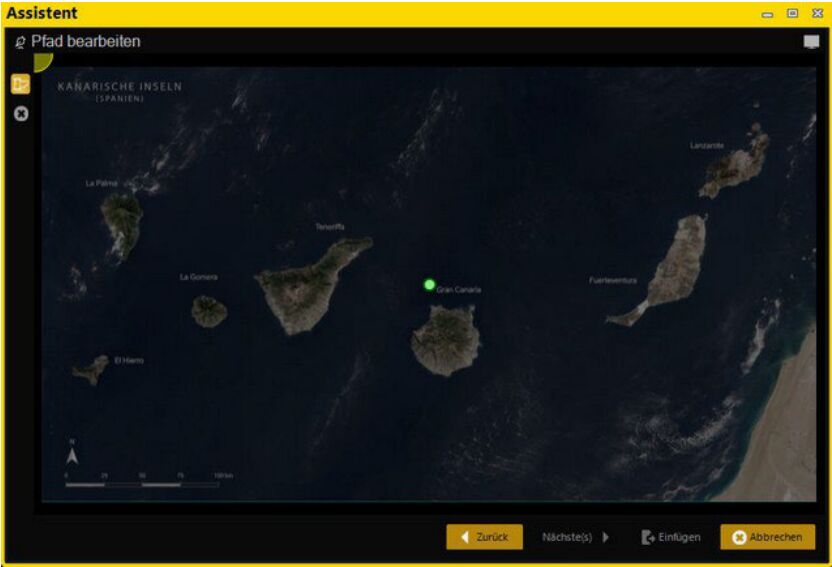 Assistent
Pfad bearbeiten
KANARISCHE INSELN
(SPANIEN)
Lanzarote
La Palma
Teneriffa
La Gomera
Fuerteventura
Gran Canaria
El Hierro
N
0 25 50 75 100 km
Zurück
Nächste(s)
Einfügen
Abbrechen